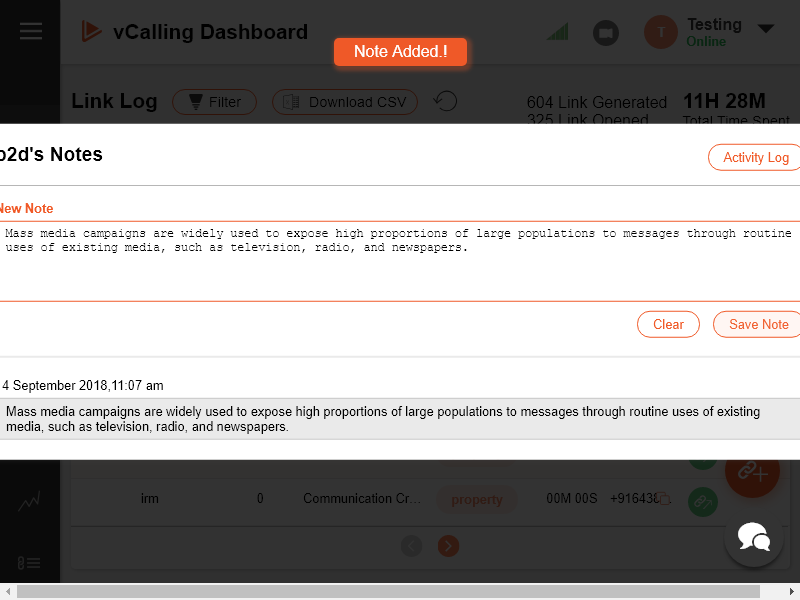 vCalling Dashboard
Note Added.!
T
Testing
Online
Link Log
Filter
Download CSV
604 Link Generated
11H 28M
325 Link Opened
Total Time Spent
b2d's Notes
Activity Log
New Note
Mass media campaigns are widely used to expose high proportions of large populations to messages through routine
uses of existing media, such as television, radio, and newspapers.
Clear
Save Note
4 September 2018,11:07 am
Mass media campaigns are widely used to expose high proportions of large populations to messages through routine uses of existing
media, such as television, radio, and newspapers.
irm 0 Communication Cr... property 00M 00S +916438